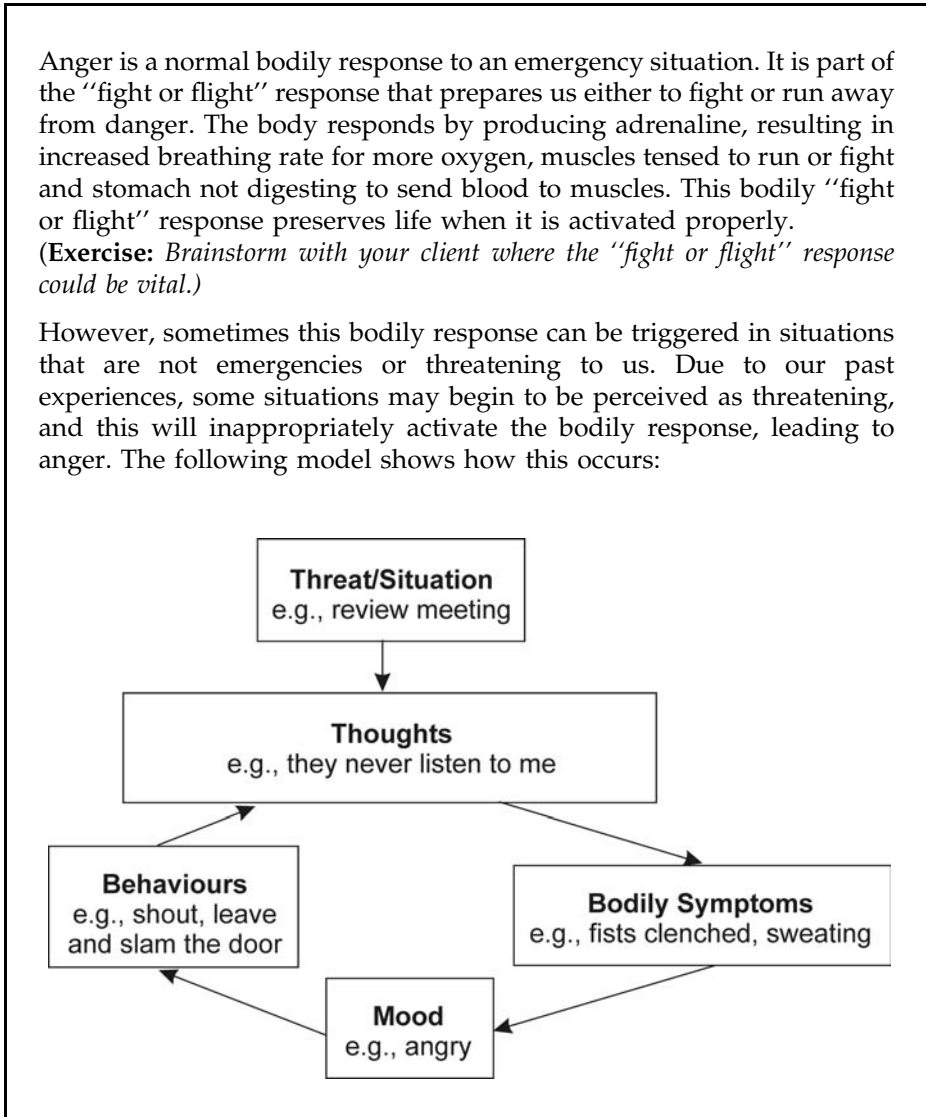 Anger is a normal bodily response to an emergency situation. It is part of
the ‘‘fight or flight’’ response that prepares us either to fight or run away
from danger. The body responds by producing adrenaline, resulting in
increased breathing rate for more oxygen, muscles tensed to run or fight
and stomach not digesting to send blood to muscles. This bodily ‘‘fight
or flight’’ response preserves life when it is activated properly.
(Exercise: Brainstorm with your client where the ‘‘fight or flight’’ response
could be vital.)
However, sometimes this bodily response can be triggered in situations
that are not emergencies or threatening to us. Due to our past
experiences, some situations may begin to be perceived as threatening,
and this will inappropriately activate the bodily response, leading to
anger. The following model shows how this occurs:
Threat/Situation
e.g., review meeting
Thoughts
e.g., they never listen to me
Behaviours
e.g., shout, leave
and slam the door
Bodily Symptoms
e.g., fists clenched, sweating
Mood
e.g., angry